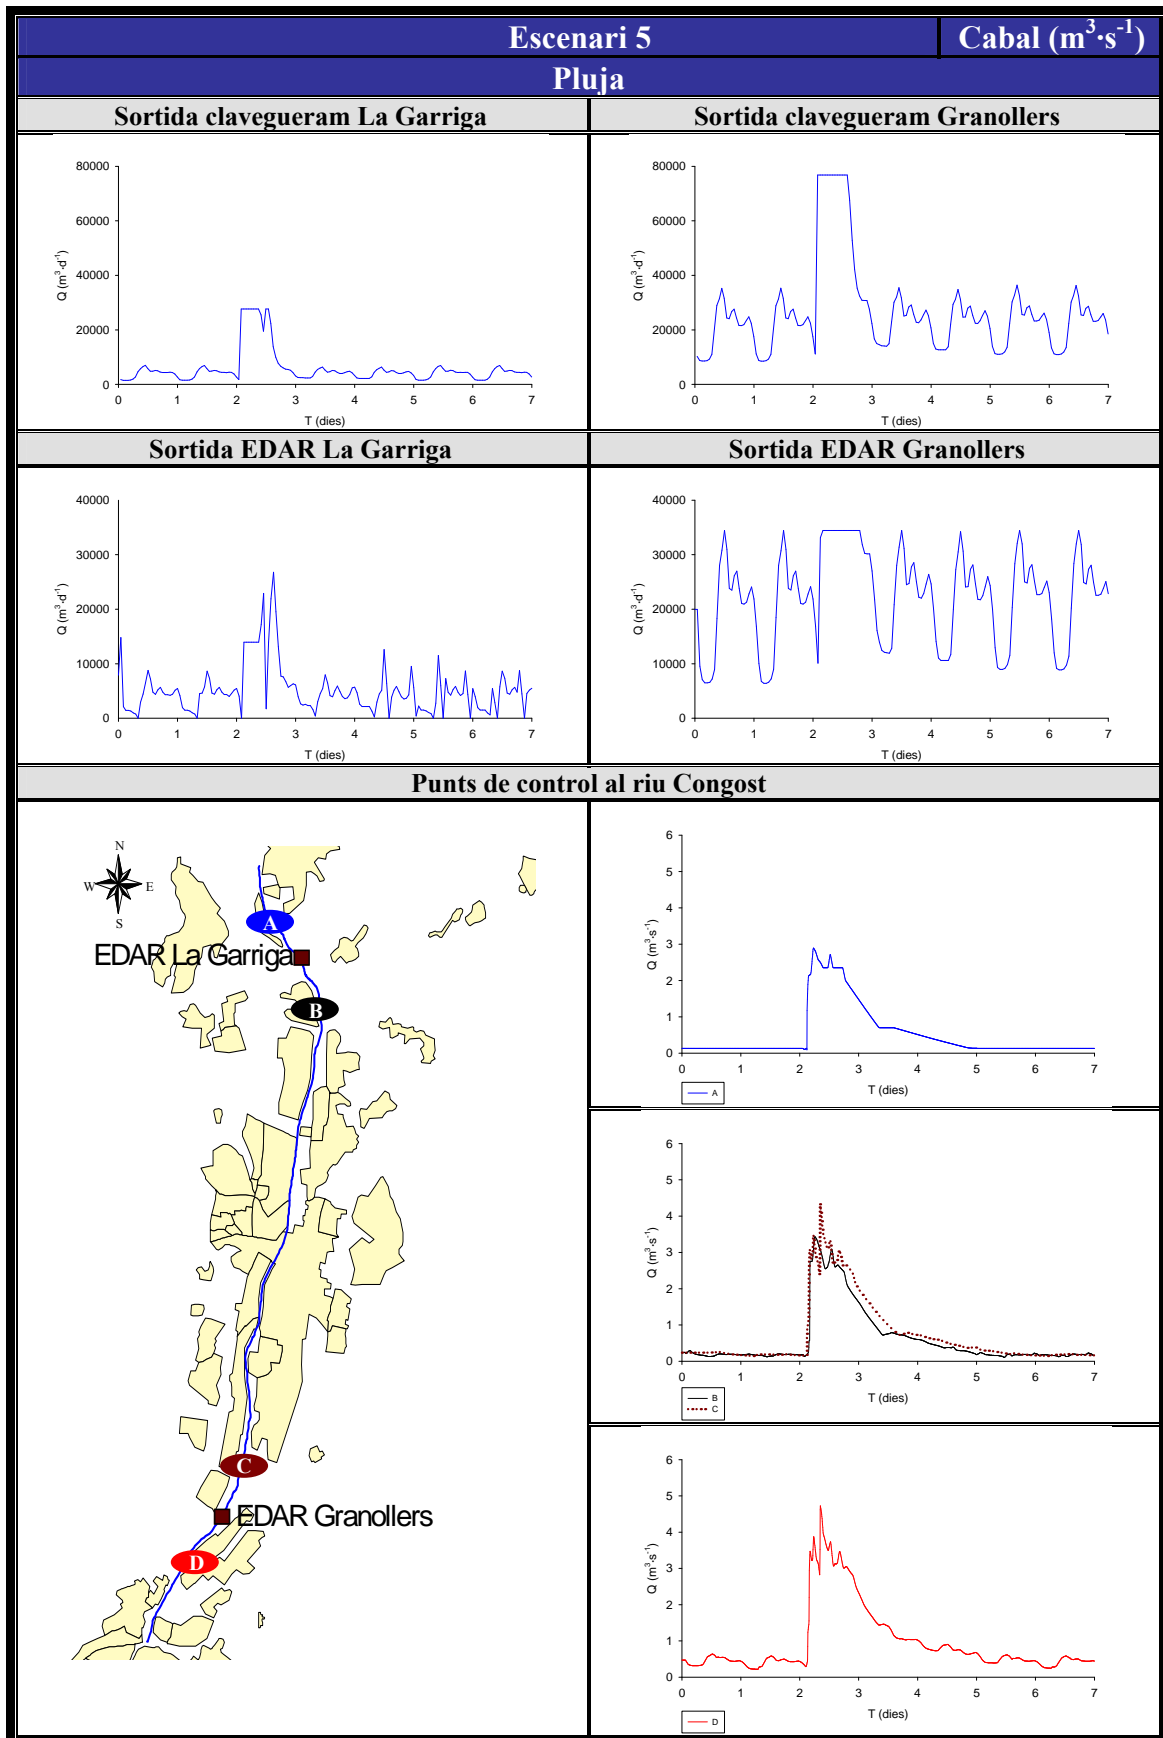 Escenari 5
Cabal (m³·s⁻¹)
Pluja
Sortida clavegueram La Garriga
Sortida clavegueram Granollers
80000
60000
40000
20000
0
Q (m³·d⁻¹)
0 1 2 3 4 5 6 7
T (dies)
80000
60000
40000
20000
0
Q (m³·d⁻¹)
0 1 2 3 4 5 6 7
T (dies)
Sortida EDAR La Garriga
Sortida EDAR Granollers
40000
30000
20000
10000
0
Q (m³·d⁻¹)
0 1 2 3 4 5 6 7
T (dies)
40000
30000
20000
10000
0
Q (m³·d⁻¹)
0 1 2 3 4 5 6 7
T (dies)
Punts de control al riu Congost
N
W
E
S
A
EDAR La Garriga
B
C
EDAR Granollers
D
6
5
4
3
2
1
0
Q (m³·s⁻¹)
0 1 2 3 4 5 6 7
T (dies)
A
6
5
4
3
2
1
0
Q (m³·s⁻¹)
0 1 2 3 4 5 6 7
T (dies)
B
C
6
5
4
3
2
1
0
Q (m³·s⁻¹)
0 1 2 3 4 5 6 7
T (dies)
D